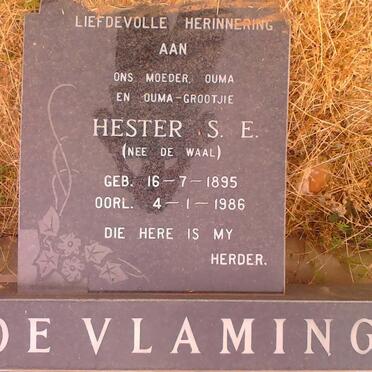 LIEFDEVOLLE HERINNERING
AAN
ONS MOEDER, OUMA
EN OUMA-GROOTJIE
HESTER S. E.
(NEE DE WAAL)
GEB. 16-7-1895
OORL. 4-1-1986
DIE HERE IS MY
HERDER.
DE VLAMING